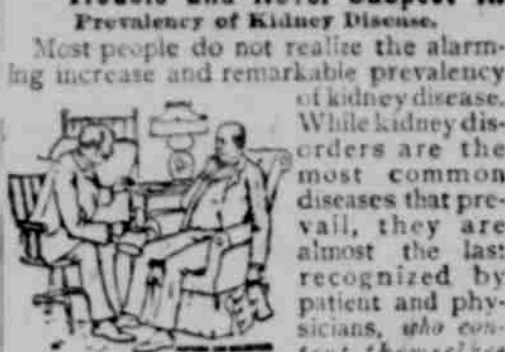 Prevalency of Kidney Disease.
Most people do not realize the alarm-
ing increase and remarkable prevalency
of kidney disease.
While kidney dis-
orders are the
most common
diseases that pre-
vail, they are
almost the last
recognized by
patient and phy-
sicians, who con-